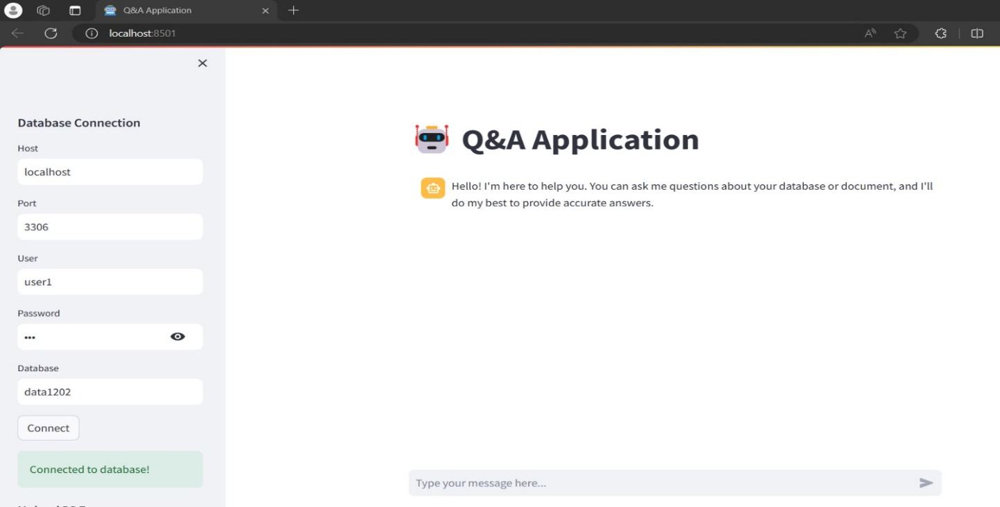 Q&A Application
localhost:8501
Database Connection
Host
localhost
Port
3306
User
user1
Password
•••
Database
data1202
Connect
Connected to database!
Q&A Application
Hello! I'm here to help you. You can ask me questions about your database or document, and I'll
do my best to provide accurate answers.
Type your message here...